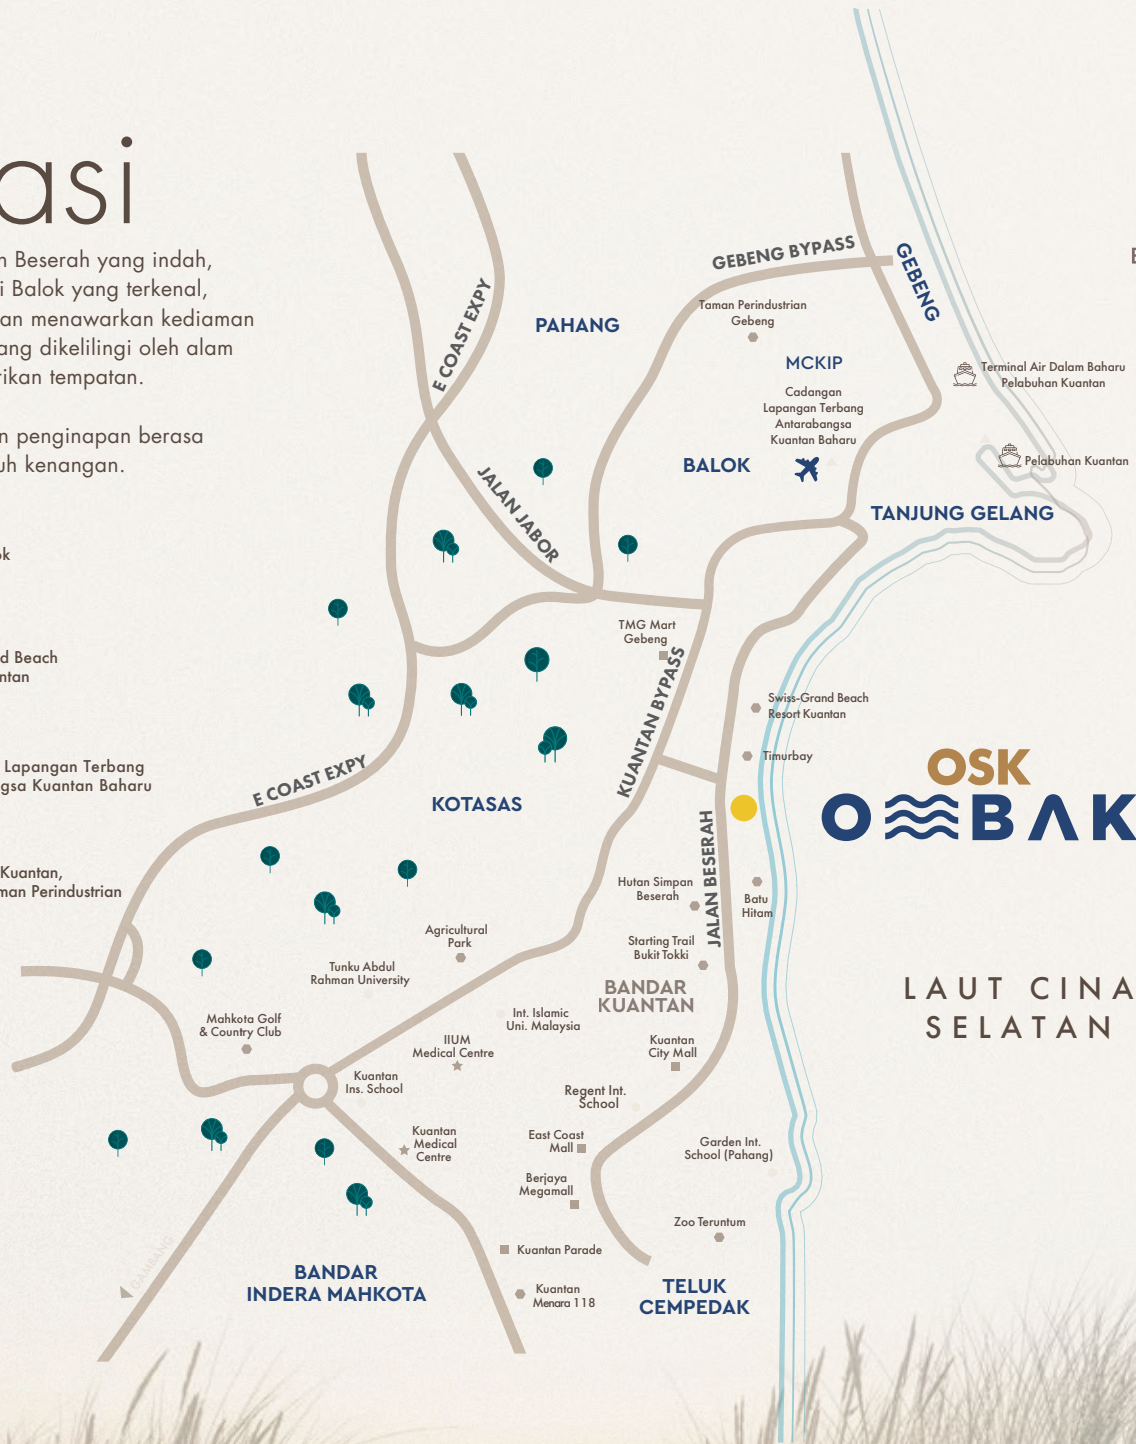 asi
n Beserah yang indah,
i Balok yang terkenal,
an menawarkan kediaman
ang dikelilingi oleh alam
rikan tempatan.
n penginapan berasa
uh kenangan.
ok
d Beach
ntan
Lapangan Terbang
gsa Kuantan Baharu
Kuantan,
man Perindustrian
E COAST EXPY
PAHANG
GEBENG BYPASS
GEBENG
Taman Perindustrian
Gebeng
MCKIP
Cadangan
Lapangan Terbang
Antarabangsa
Kuantan Baharu
Terminal Air Dalam Baharu
Pelabuhan Kuantan
Pelabuhan Kuantan
BALOK
TANJUNG GELANG
JALAN JABOR
TMG Mart
Gebeng
KUANTAN BYPASS
Swiss-Grand Beach
Resort Kuantan
Timurbay
E COAST EXPY
KOTASAS
OSK
OMBAK
JALAN BESERAH
Hutan Simpan
Beserah
Batu
Hitam
Agricultural
Park
Starting Trail
Bukit Tokki
Tunku Abdul
Rahman University
BANDAR
KUANTAN
LAUT CINA
SELATAN
Mahkota Golf
& Country Club
Int. Islamic
Uni. Malaysia
IIUM
Medical Centre
Kuantan
City Mall
Kuantan
Ins. School
Regent Int.
School
Kuantan
Medical
Centre
East Coast
Mall
Garden Int.
School (Pahang)
Berjaya
Megamall
Zoo Teruntum
GAMBANG
Kuantan Parade
BANDAR
INDERA MAHKOTA
Kuantan
Menara 118
TELUK
CEMPEDAK